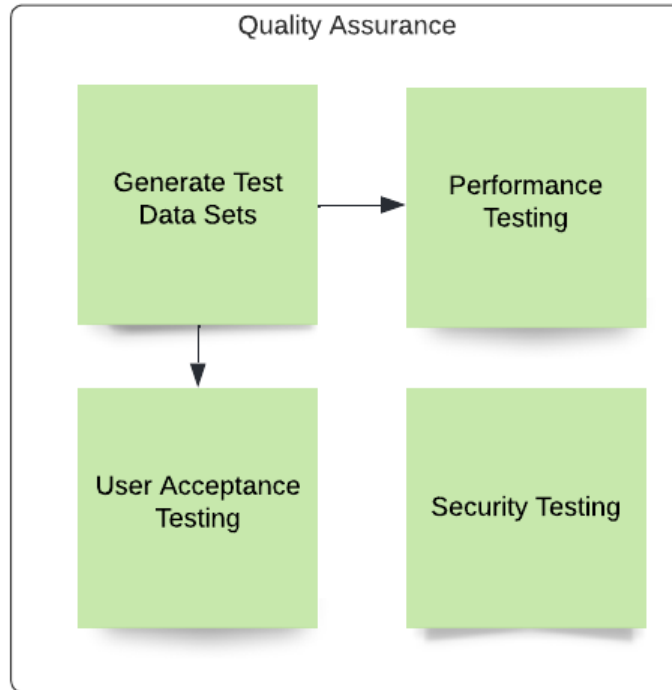 Quality Assurance
Generate Test
Data Sets
Performance
Testing
User Acceptance
Testing
Security Testing